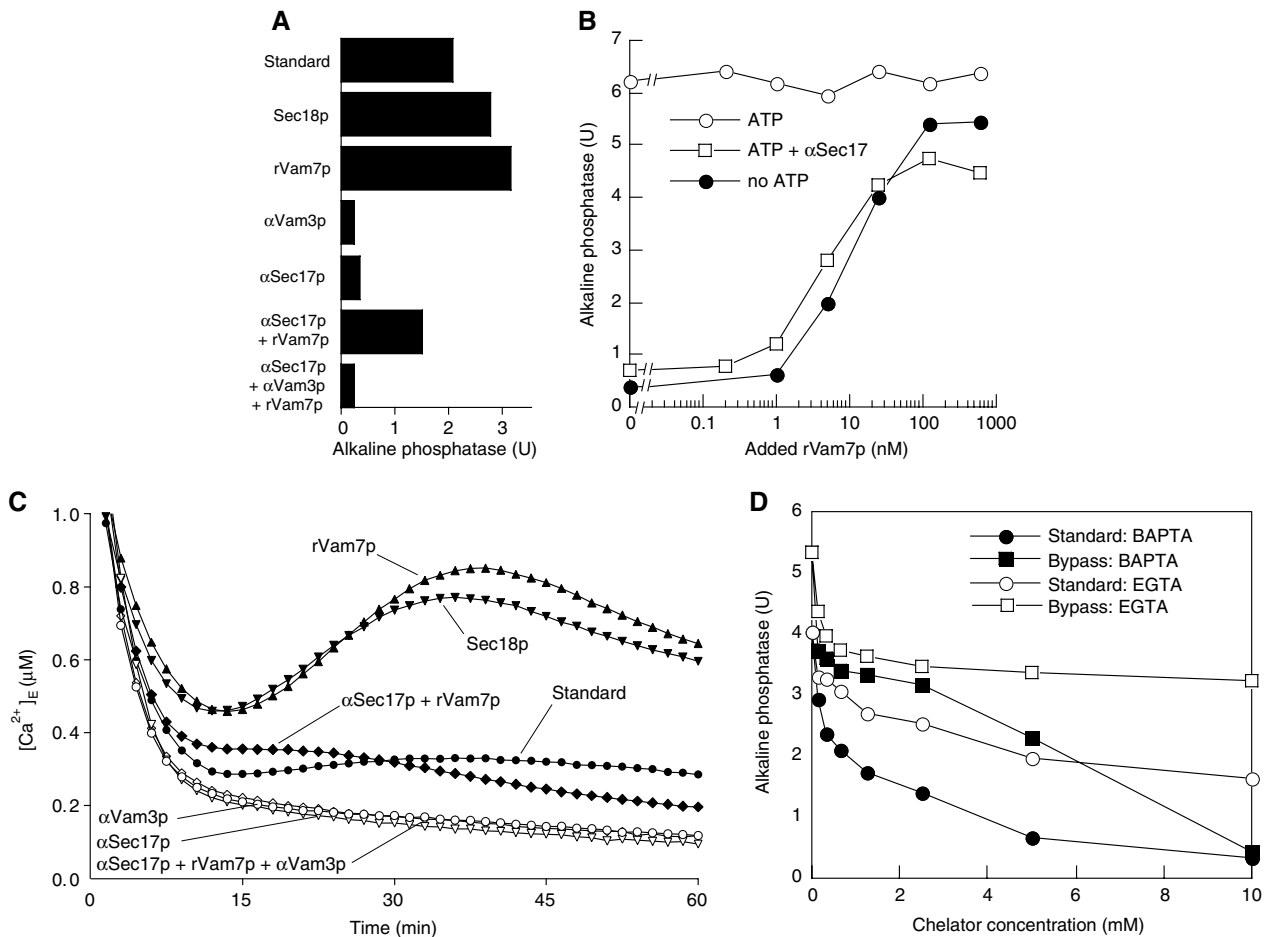 A
Standard
Sec18p
rVam7p
αVam3p
αSec17p
αSec17p
+ rVam7p
αSec17p
+ αVam3p
+ rVam7p
0 1 2 3
Alkaline phosphatase (U)
B
7
6
5
4
3
2
1
0
Alkaline phosphatase (U)
ATP
ATP + αSec17
no ATP
0 0.1 1 10 100 1000
Added rVam7p (nM)
C
1.0
0.8
0.6
0.4
0.2
0.0
[Ca2+]E (μM)
rVam7p
Sec18p
αSec17p + rVam7p
Standard
αVam3p
αSec17p
αSec17p + rVam7p + αVam3p
0 15 30 45 60
Time (min)
D
6
5
4
3
2
1
0
Alkaline phosphatase (U)
Standard: BAPTA
Bypass: BAPTA
Standard: EGTA
Bypass: EGTA
0 2 4 6 8 10
Chelator concentration (mM)